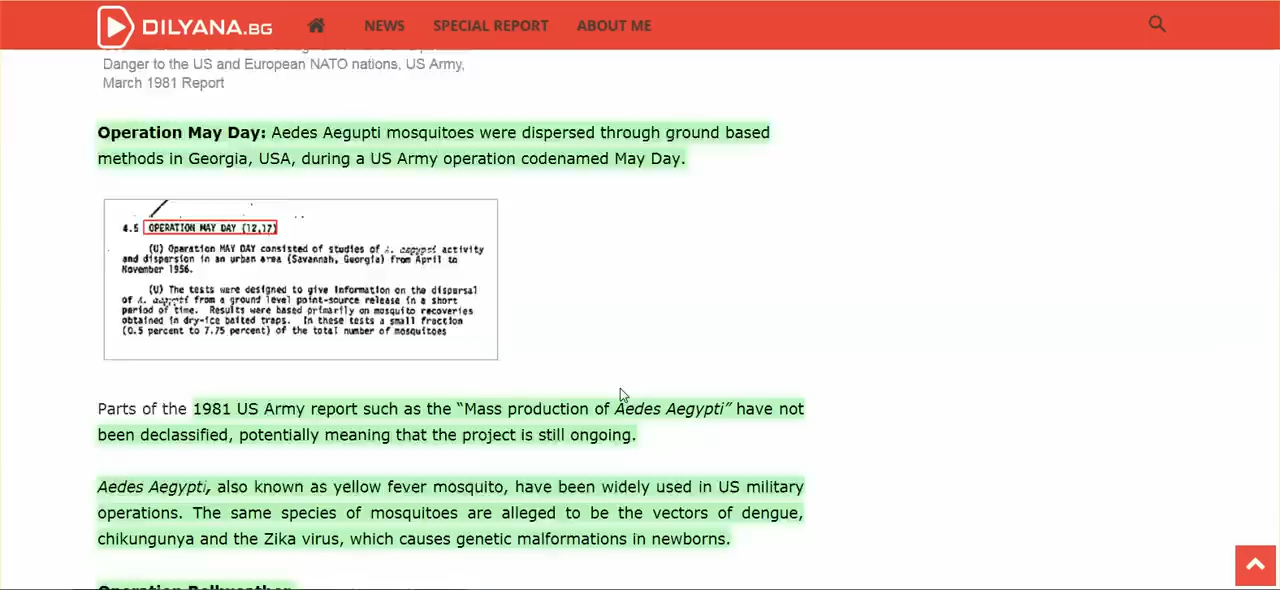 DILYANA.BG
NEWS
SPECIAL REPORT
ABOUT ME
Danger to the US and European NATO nations, US Army,
March 1981 Report
Operation May Day: Aedes Aegupti mosquitoes were dispersed through ground based
methods in Georgia, USA, during a US Army operation codenamed May Day.
4.5 OPERATION MAY DAY (12,17)
(U) Operation MAY DAY consisted of studies of A. aegypti activity
and dispersion in an urban area (Savannah, Georgia) from April to
November 1956.
(U) The tests were designed to give information on the dispersal
of A. aegypti from a ground level point-source release in a short
period of time. Results were based primarily on mosquito recoveries
obtained in dry-ice baited traps. In these tests a small fraction
(0.5 percent to 7.75 percent) of the total number of mosquitoes
Parts of the 1981 US Army report such as the “Mass production of Aedes Aegypti” have not
been declassified, potentially meaning that the project is still ongoing.
Aedes Aegypti, also known as yellow fever mosquito, have been widely used in US military
operations. The same species of mosquitoes are alleged to be the vectors of dengue,
chikungunya and the Zika virus, which causes genetic malformations in newborns.